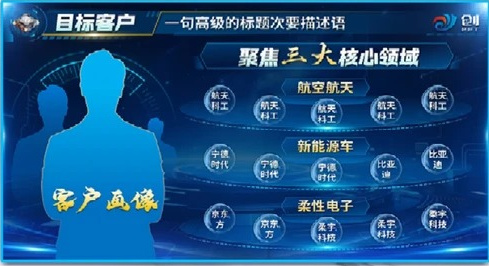 目标客户
一句高级的标题次要描述语
创
聚焦三大核心领域
航空航天
航天科工 航天科工 航天科工 航天科工 航天科工
新能源车
宁德时代 宁德时代 宁德时代 比亚迪 比亚迪
客户画像
柔性电子
京东方 京东方 柔宇科技 柔宇科技 柔宇科技